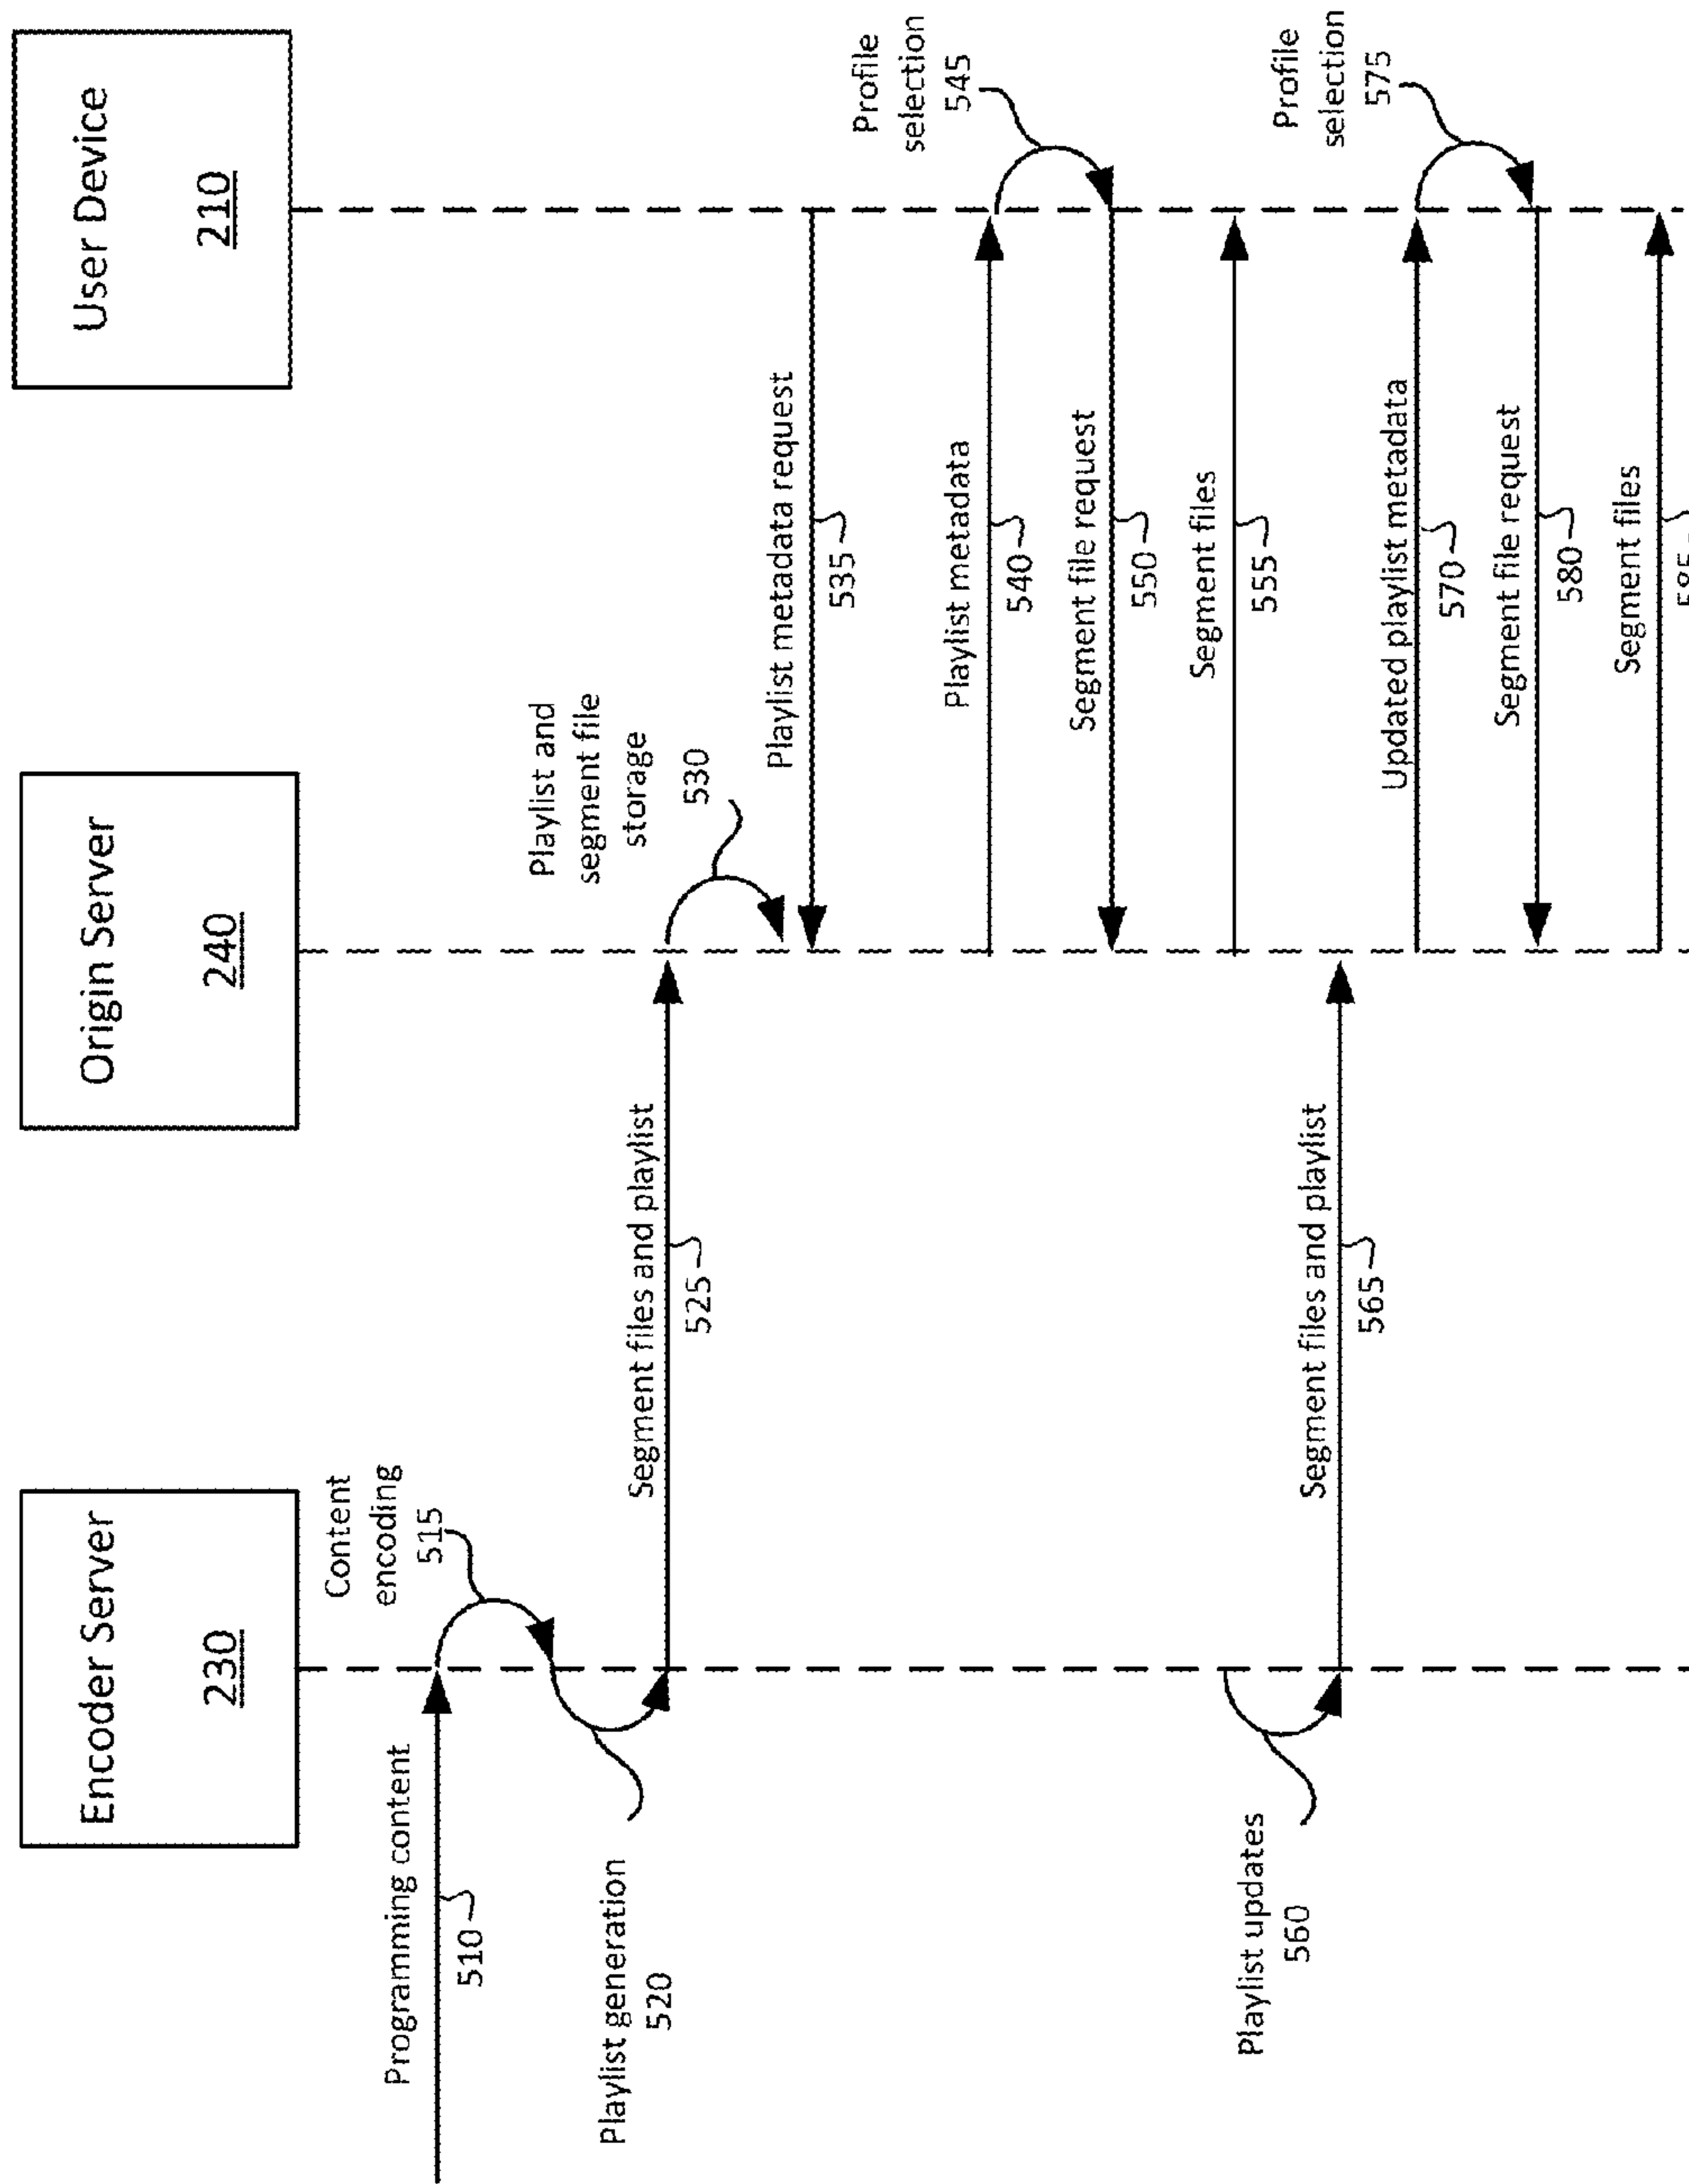 Encoder Server
230
Origin Server
240
User Device
210
Programming content
510
Content
encoding
515
Playlist generation
520
Segment files and playlist
525
Playlist and
segment file
storage
530
Playlist metadata request
535
Playlist metadata
540
Profile
selection
545
Segment file request
550
Segment files
555
Playlist updates
560
Segment files and playlist
565
Updated playlist metadata
570
Profile
selection
575
Segment file request
580
Segment files
585